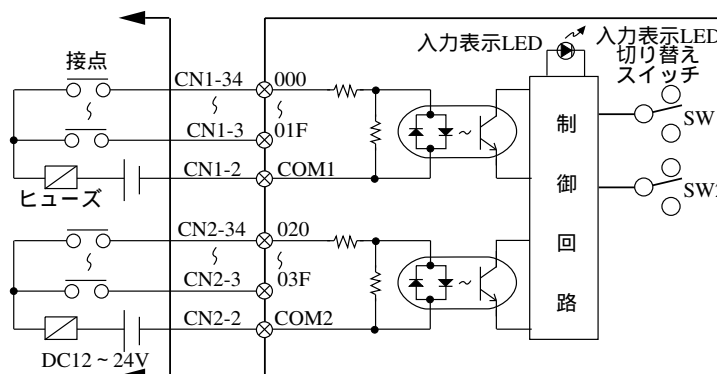 入力表示LED
入力表示LED
切り替え
スイッチ
接点
CN1-34
000
CN1-3
01F
CN1-2
COM1
ヒューズ
SW
SW2
制御回路
CN2-34
020
CN2-3
03F
CN2-2
COM2
DC12~24V